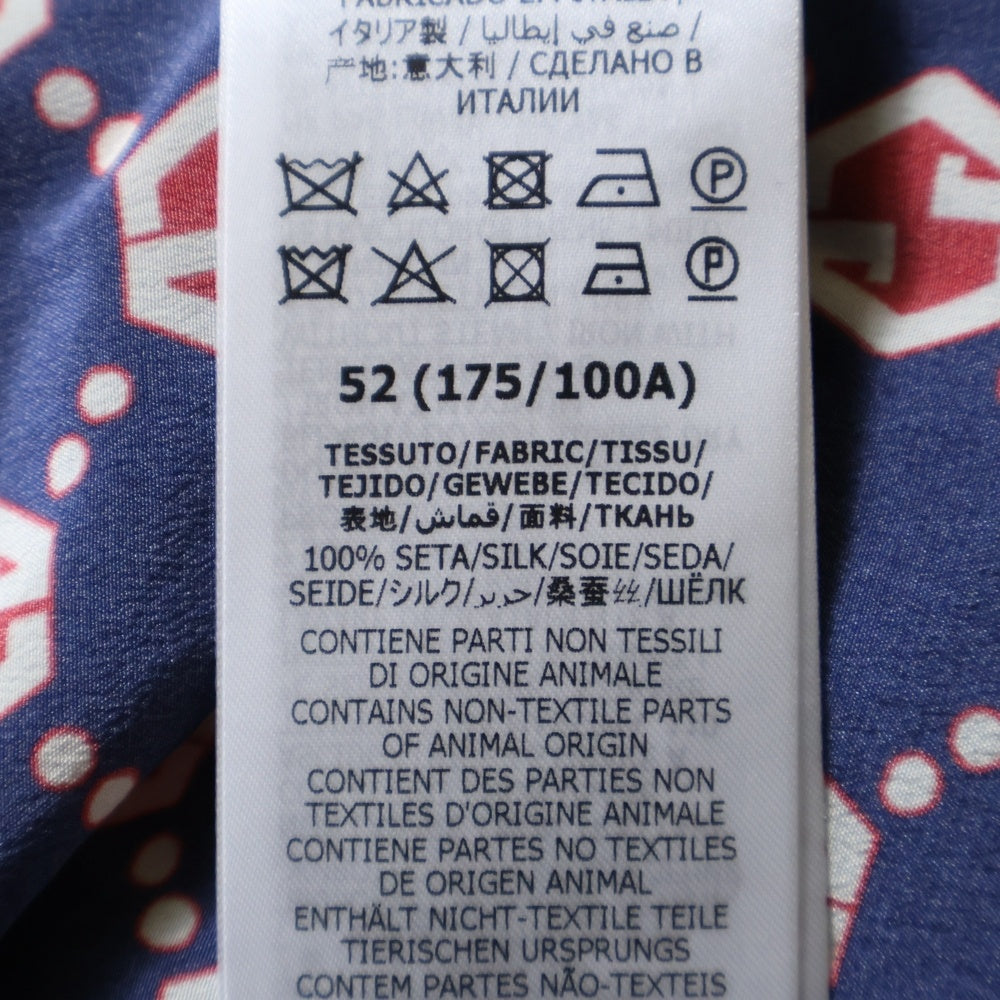 FABRICADO EM ITALIA/
イタリア製 / صنع في إيطاليا /
产地:意大利 / СДЕЛАНО В
ИТАЛИИ
P
P
52 (175/100A)
TESSUTO/FABRIC/TISSU/
TEJIDO/GEWEBE/TECIDO/
表地/قماش/面料/ТКАНЬ
100% SETA/SILK/SOIE/SEDA/
SEIDE/シルク/حرير/桑蚕丝/ШЁЛК
CONTIENE PARTI NON TESSILI
DI ORIGINE ANIMALE
CONTAINS NON-TEXTILE PARTS
OF ANIMAL ORIGIN
CONTIENT DES PARTIES NON
TEXTILES D'ORIGINE ANIMALE
CONTIENE PARTES NO TEXTILES
DE ORIGEN ANIMAL
ENTHÄLT NICHT-TEXTILE TEILE
TIERISCHEN URSPRUNGS
CONTEM PARTES NÃO-TEXTEIS